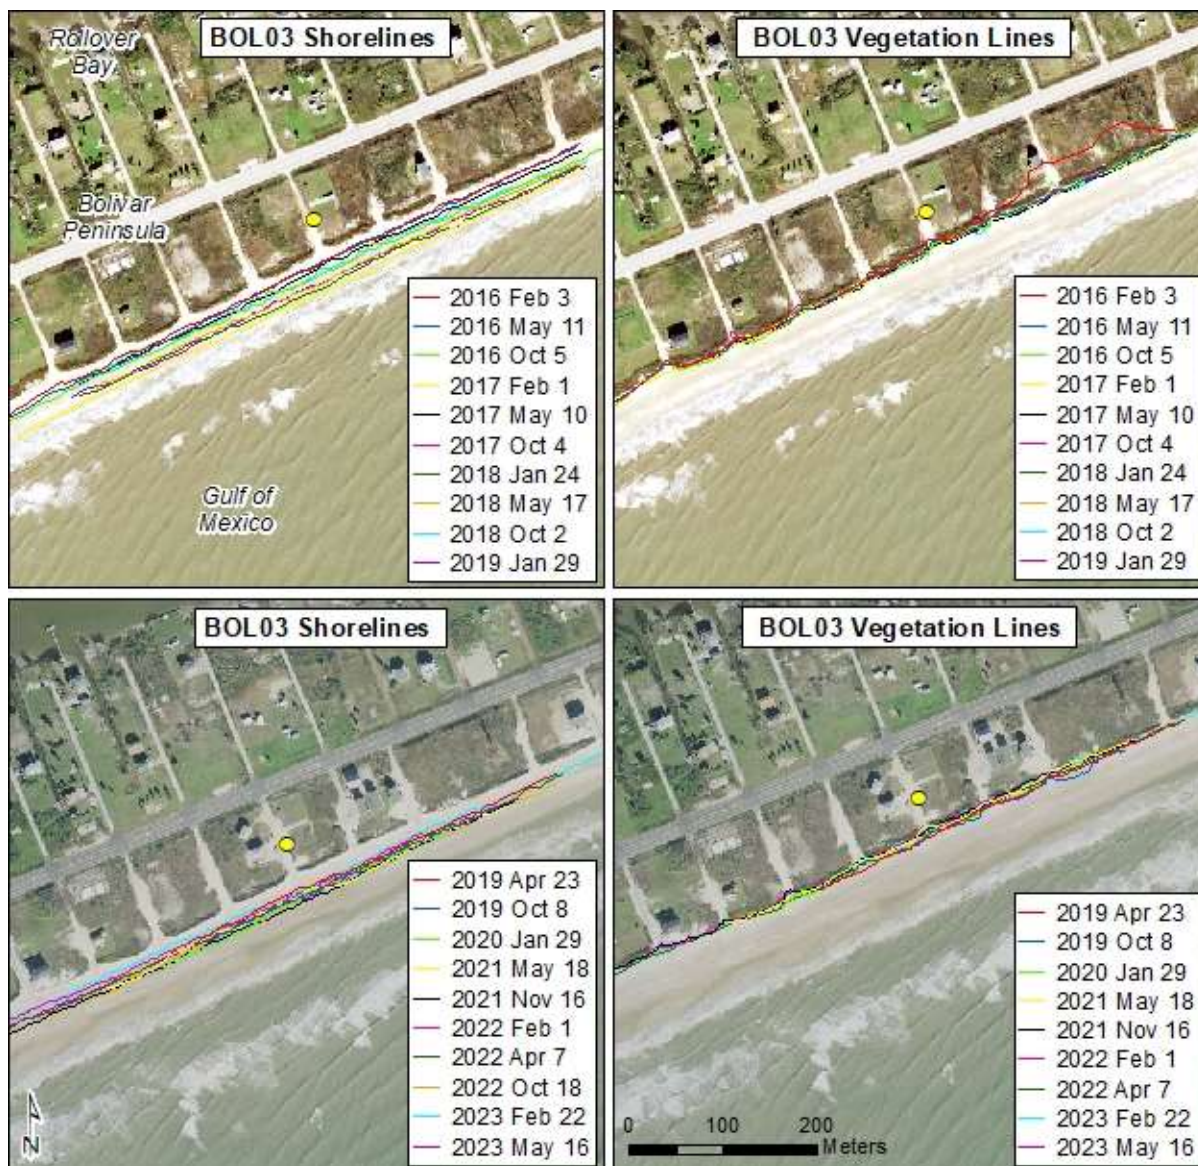 BOL03 Shorelines
Rollover
Bay
Bolivar
Peninsula
Gulf of
Mexico
2016 Feb 3
2016 May 11
2016 Oct 5
2017 Feb 1
2017 May 10
2017 Oct 4
2018 Jan 24
2018 May 17
2018 Oct 2
2019 Jan 29
BOL03 Vegetation Lines
2016 Feb 3
2016 May 11
2016 Oct 5
2017 Feb 1
2017 May 10
2017 Oct 4
2018 Jan 24
2018 May 17
2018 Oct 2
2019 Jan 29
BOL03 Shorelines
2019 Apr 23
2019 Oct 8
2020 Jan 29
2021 May 18
2021 Nov 16
2022 Feb 1
2022 Apr 7
2022 Oct 18
2023 Feb 22
2023 May 16
N
BOL03 Vegetation Lines
2019 Apr 23
2019 Oct 8
2020 Jan 29
2021 May 18
2021 Nov 16
2022 Feb 1
2022 Apr 7
2023 Feb 22
2023 May 16
0 100 200
Meters